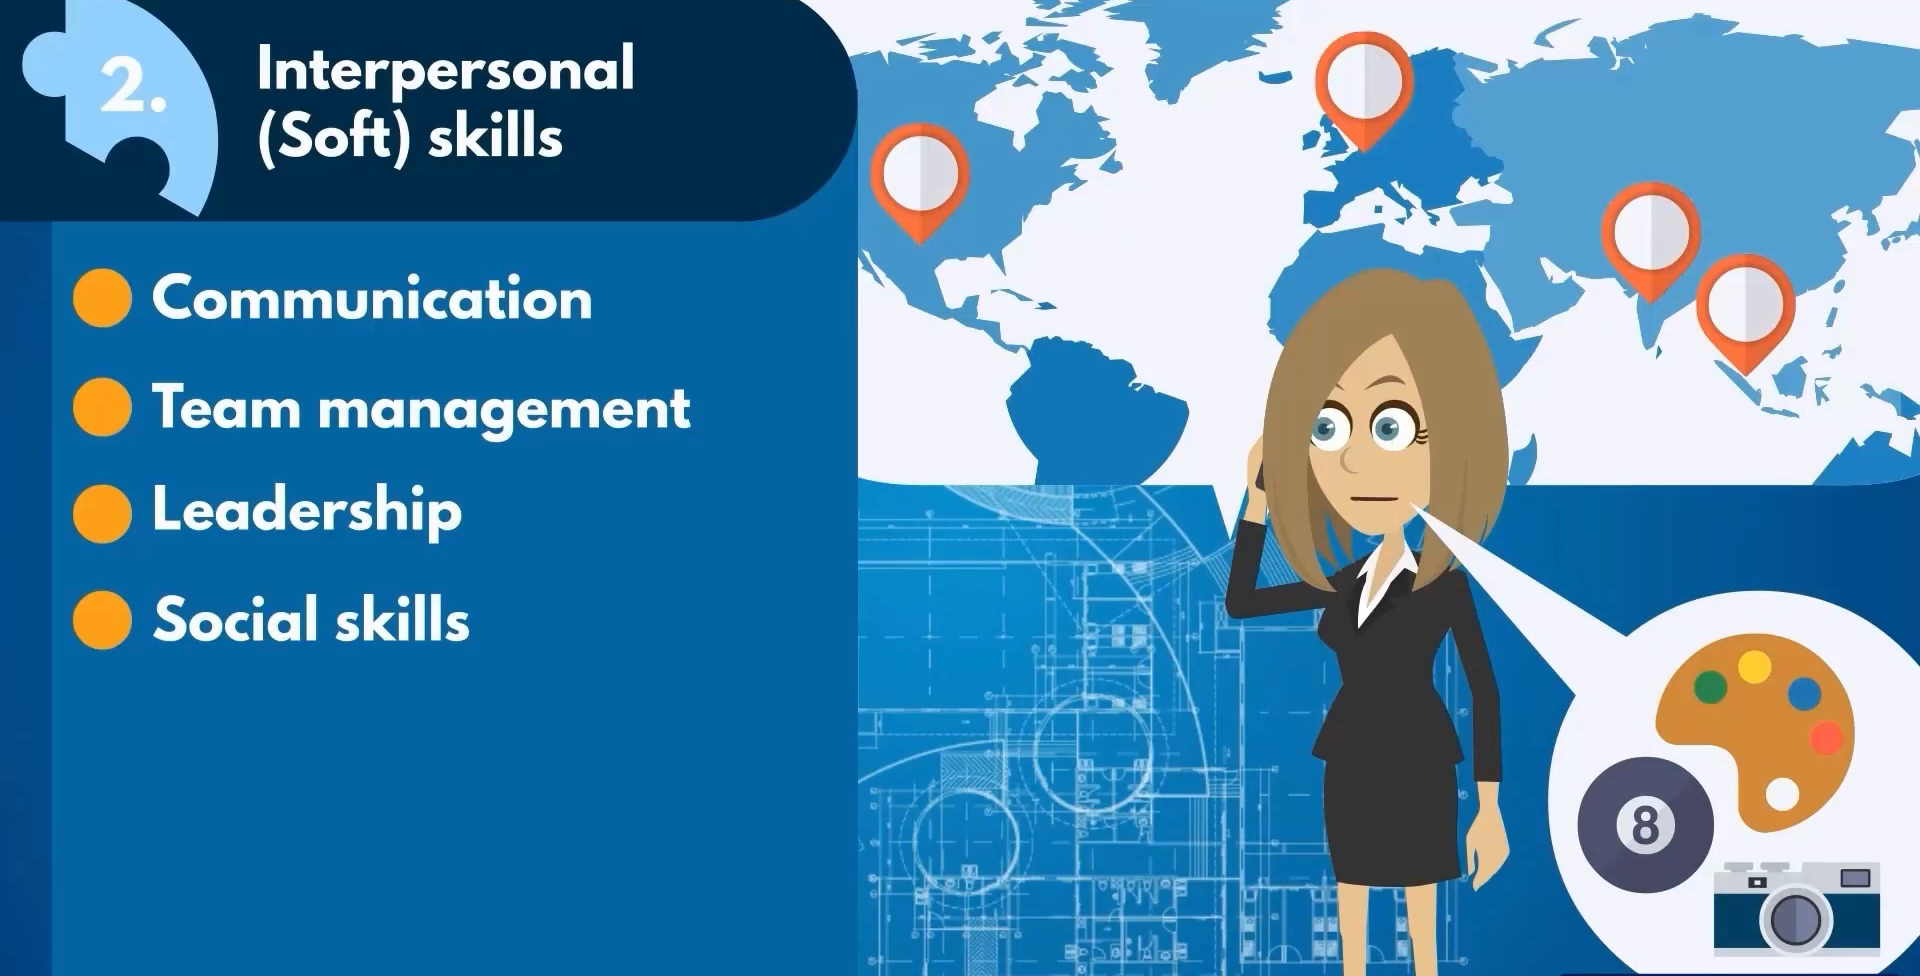 2.
Interpersonal
(Soft) skills
Communication
Team management
Leadership
Social skills
8